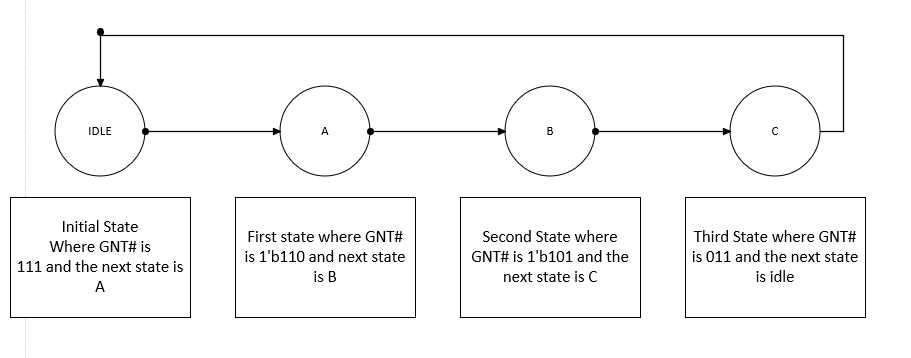 IDLE
A
B
C
Initial State
Where GNT# is
111 and the next state is
A
First state where GNT#
is 1'b110 and next state
is B
Second State where
GNT# is 1'b101 and the
next state is C
Third State where GNT#
is 011 and the next state
is idle